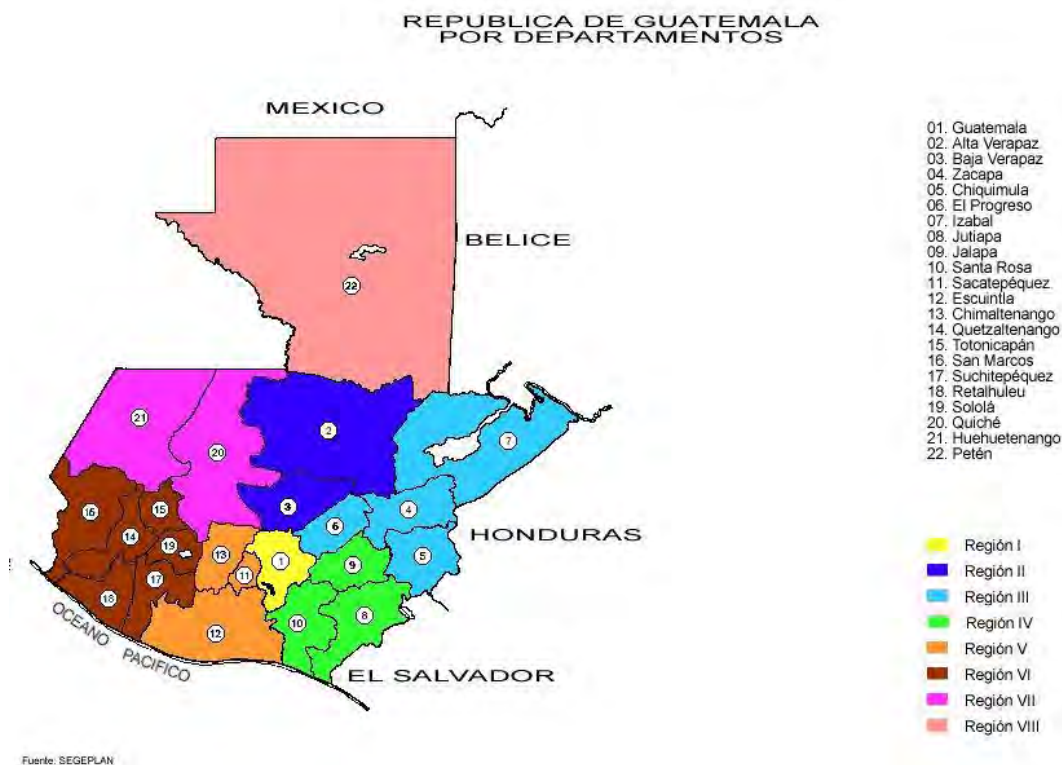 REPUBLICA DE GUATEMALA
POR DEPARTAMENTOS
MEXICO
BELICE
HONDURAS
EL SALVADOR
OCEANO PACIFICO
22
21
20
2
7
3
4
6
5
16
15
14
19
13
11
1
9
17
18
12
10
8
01. Guatemala
02. Alta Verapaz
03. Baja Verapaz
04. Zacapa
05. Chiquimula
06. El Progreso
07. Izabal
08. Jutiapa
09. Jalapa
10. Santa Rosa
11. Sacatepéquez
12. Escuintla
13. Chimaltenango
14. Quetzaltenango
15. Totonicapán
16. San Marcos
17. Suchitepéquez
18. Retalhuleu
19. Sololá
20. Quiché
21. Huehuetenango
22. Petén
Región I
Región II
Región III
Región IV
Región V
Región VI
Región VII
Región VIII
Fuente: SEGEPLAN